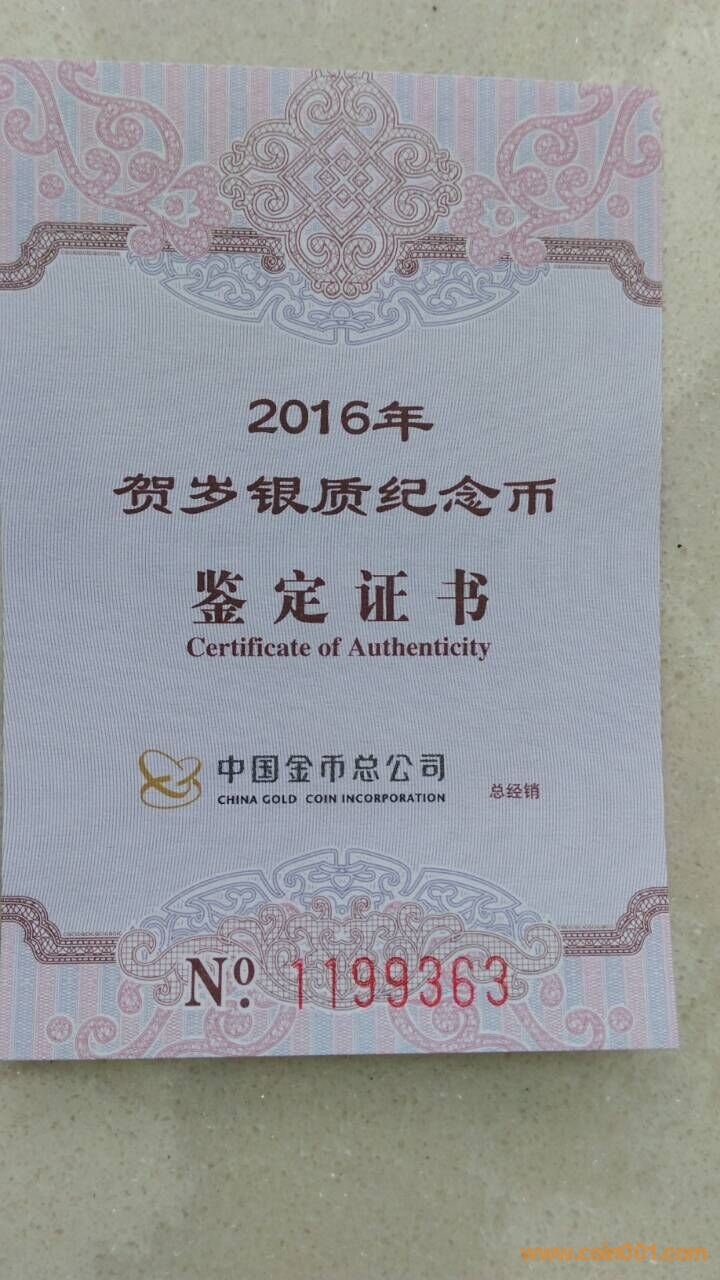 2016年
贺岁银质纪念币
鉴定证书
Certificate of Authenticity
中国金币总公司
CHINA GOLD COIN INCORPORATION
总经销
Nº. 1199363
www.coin001.com